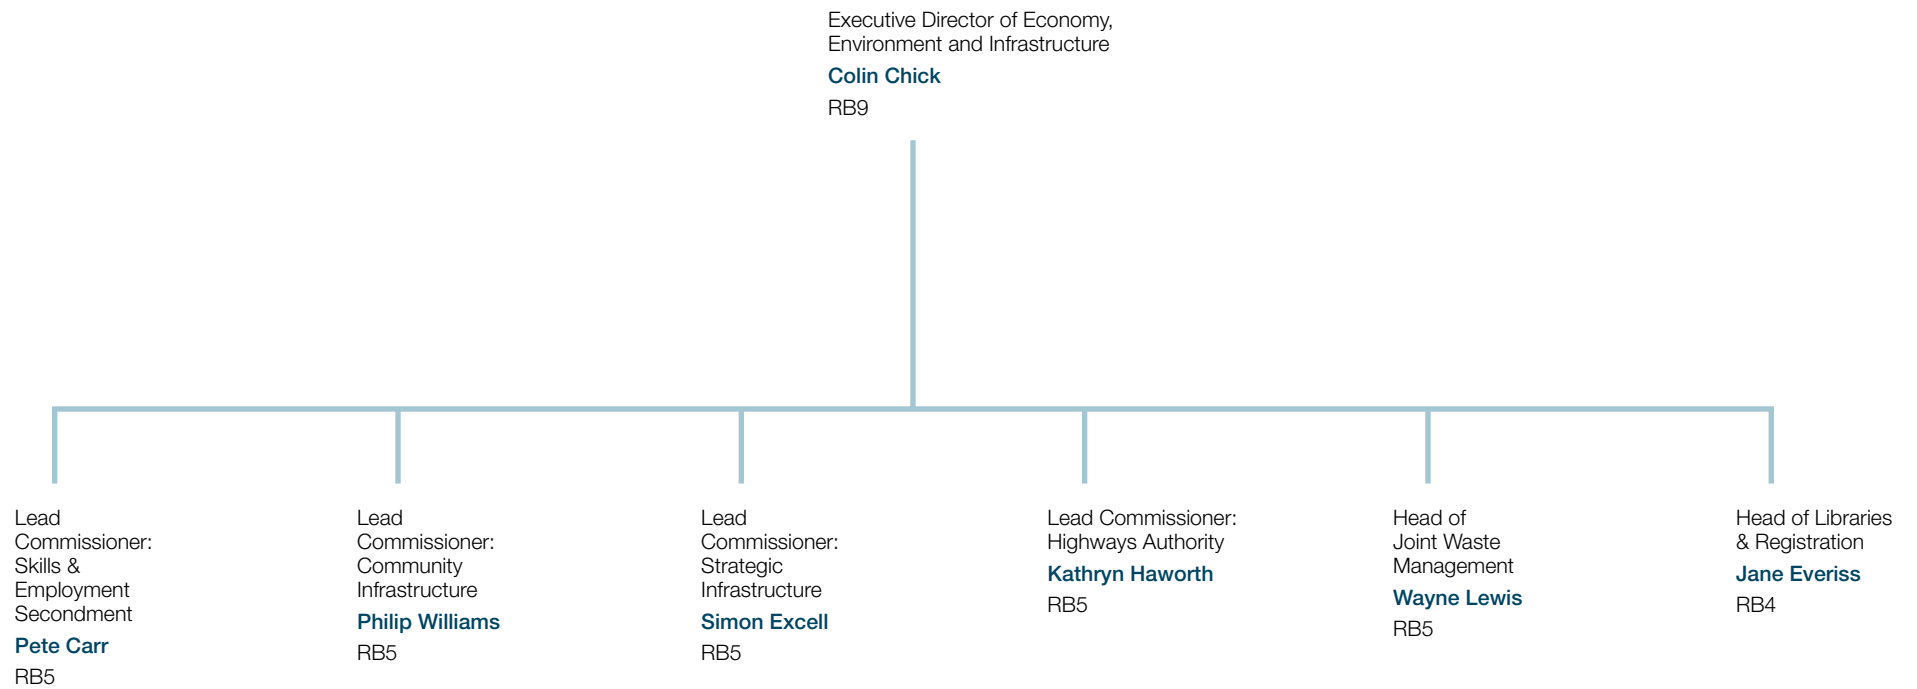 Executive Director of Economy,
Environment and Infrastructure
Colin Chick
RB9
Lead
Commissioner:
Skills &
Employment
Secondment
Pete Carr
RB5
Lead
Commissioner:
Community
Infrastructure
Philip Williams
RB5
Lead
Commissioner:
Strategic
Infrastructure
Simon Excell
RB5
Lead Commissioner:
Highways Authority
Kathryn Haworth
RB5
Head of
Joint Waste
Management
Wayne Lewis
RB5
Head of Libraries
& Registration
Jane Everiss
RB4